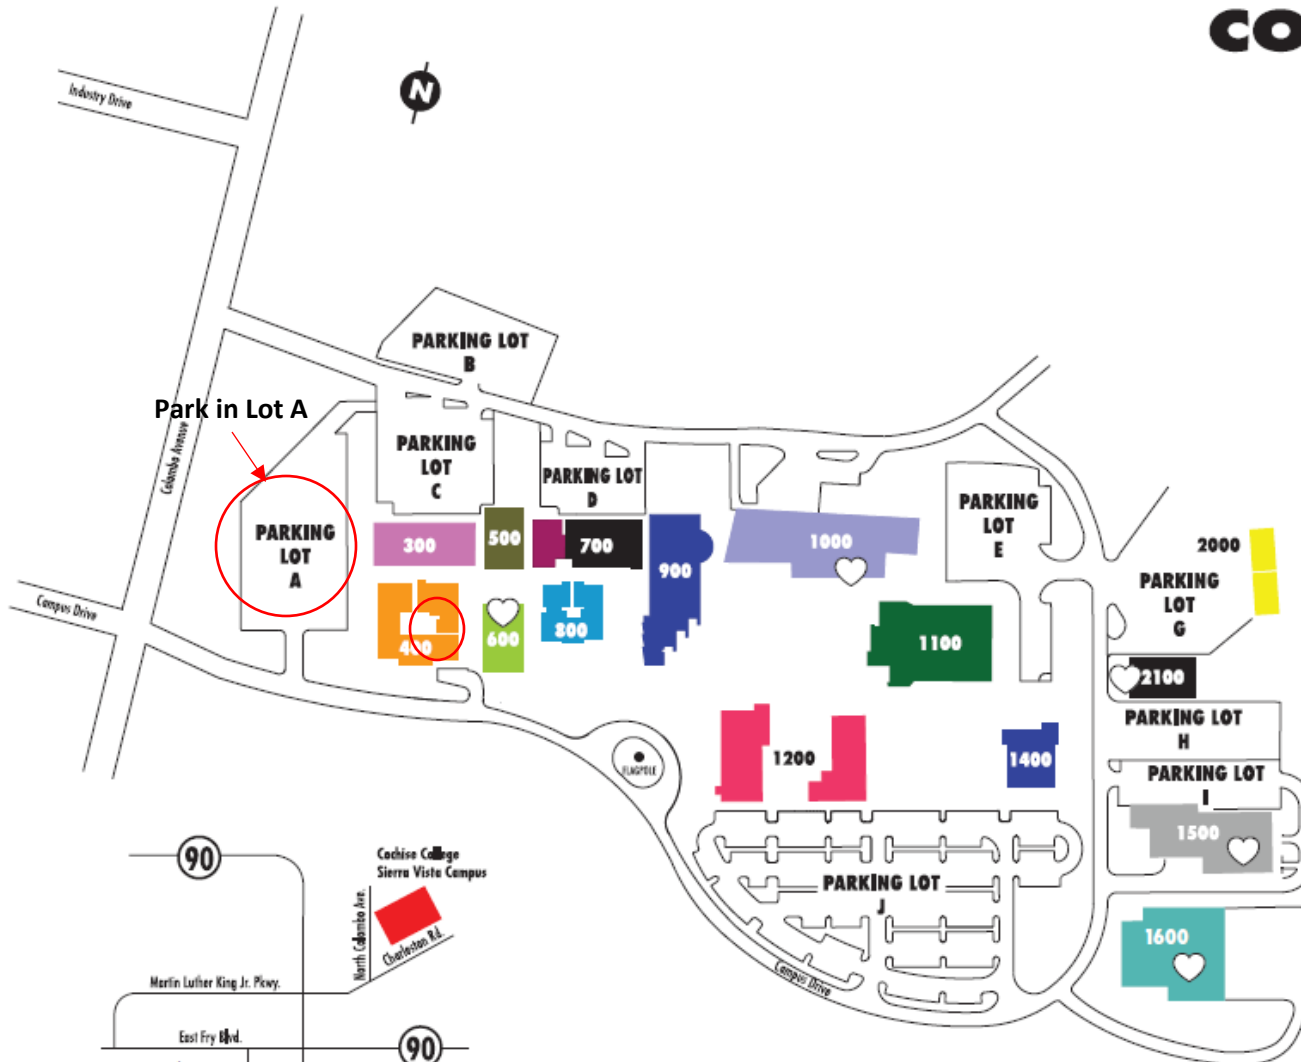 CO
Industry Drive
N
PARKING LOT
B
Park in Lot A
Colombo Avenue
PARKING
LOT
C
PARKING LOT
D
PARKING
LOT
E
PARKING
LOT
A
300
500
700
900
1000
2000
PARKING
LOT
G
Campus Drive
400
600
800
1100
2100
PARKING LOT
H
FLAGPOLE
1200
1400
PARKING LOT
I
1500
90
Cochise College
Sierra Vista Campus
PARKING LOT
J
North Colombo Ave.
Charleston Rd.
1600
Campus Drive
Martin Luther King Jr. Pkwy.
East Fry Blvd.
90